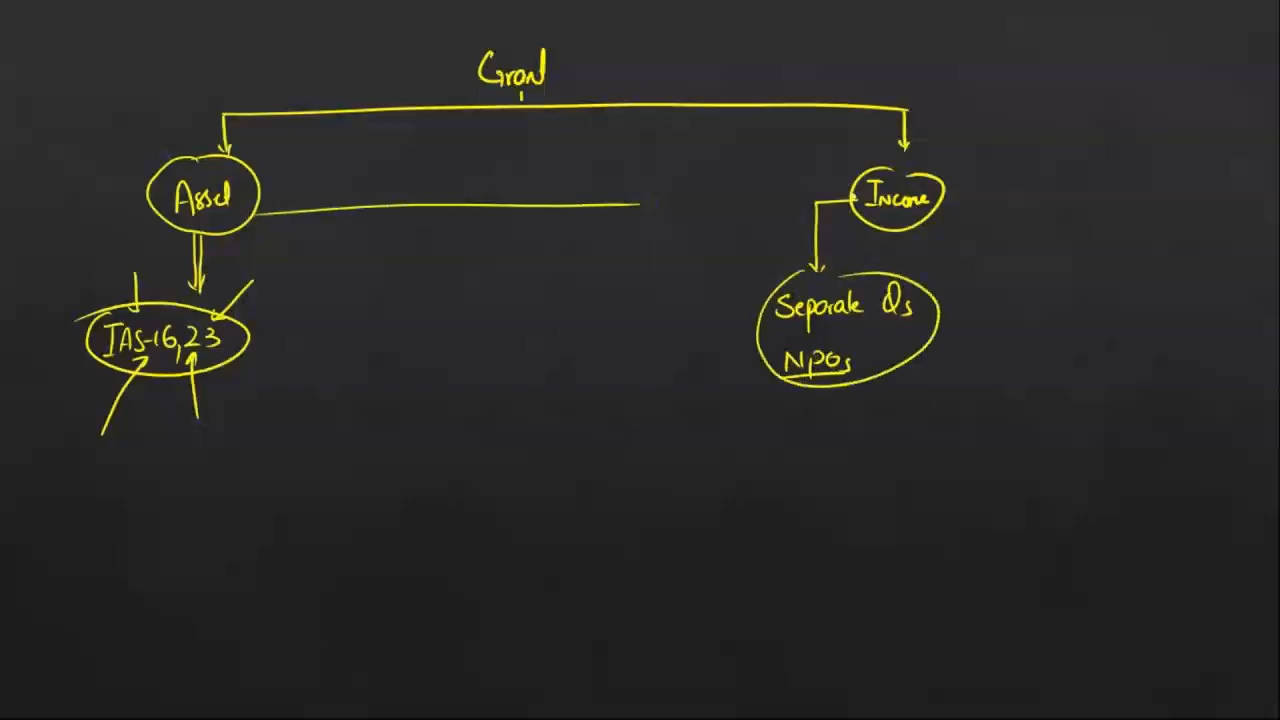 Grant
Asset
Income
IAS-16,23
Separate Qs
NPOs